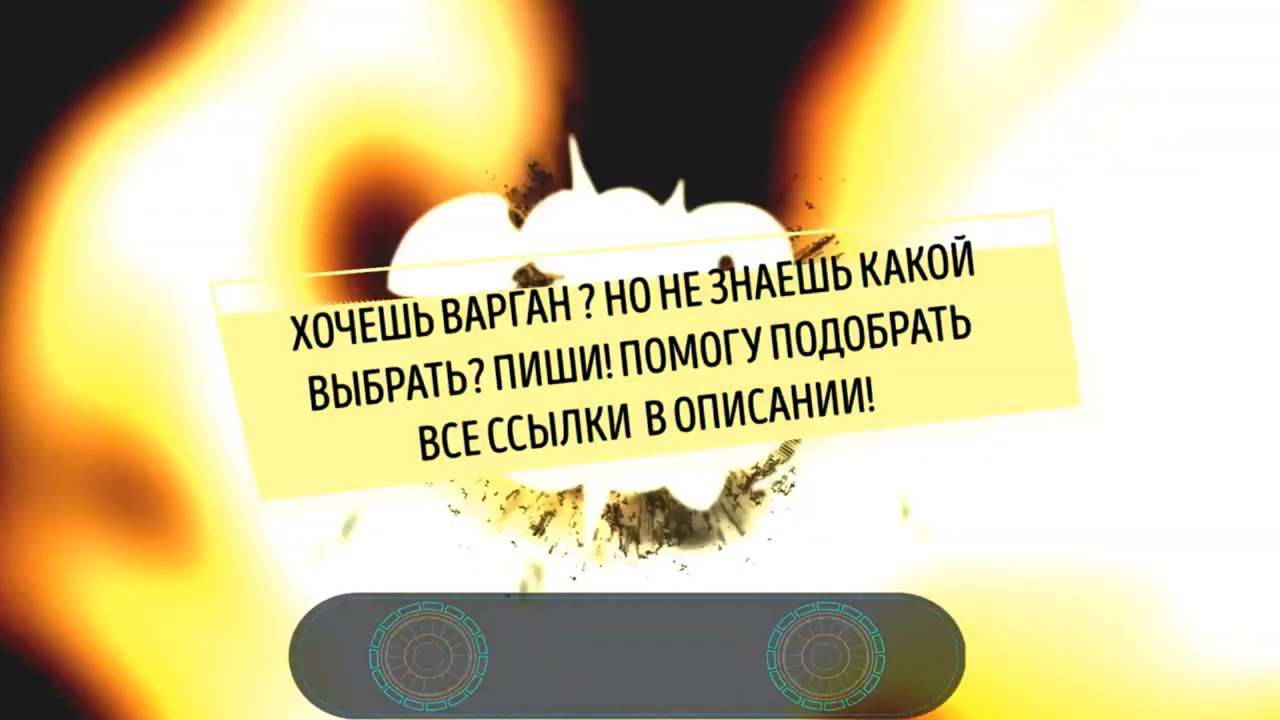 ХОЧЕШЬ ВАРГАН ? НО НЕ ЗНАЕШЬ КАКОЙ
ВЫБРАТЬ? ПИШИ! ПОМОГУ ПОДОБРАТЬ
ВСЕ ССЫЛКИ В ОПИСАНИИ!